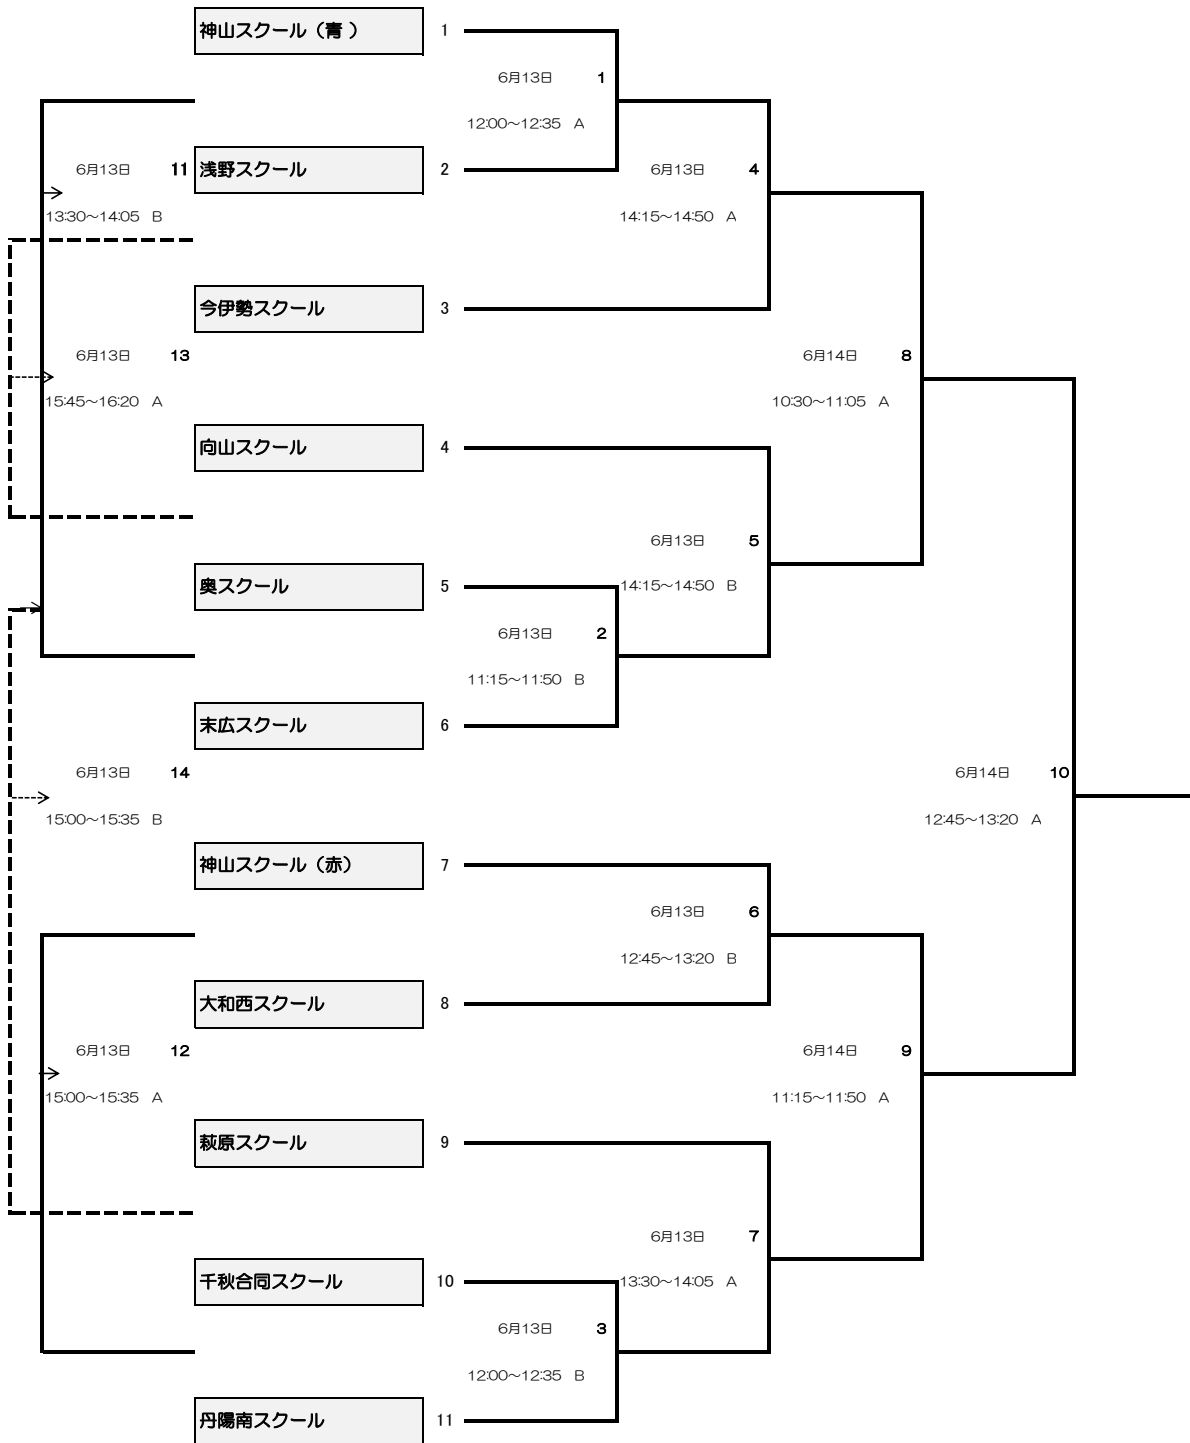 神山スクール（青 ） 1
6月13日 1
12:00～12:35 A
6月13日 11 浅野スクール 2 6月13日 4
13:30～14:05 B 14:15～14:50 A
今伊勢スクール 3
6月13日 13 6月14日 8
15:45～16:20 A 10:30～11:05 A
向山スクール 4
6月13日 5
奥スクール 5 14:15～14:50 B
6月13日 2
11:15～11:50 B
末広スクール 6
6月13日 14 6月14日 10
15:00～15:35 B 12:45～13:20 A
神山スクール（赤） 7
6月13日 6
12:45～13:20 B
大和西スクール 8
6月13日 12 6月14日 9
15:00～15:35 A 11:15～11:50 A
萩原スクール 9
6月13日 7
千秋合同スクール 10 13:30～14:05 A
6月13日 3
12:00～12:35 B
丹陽南スクール 11